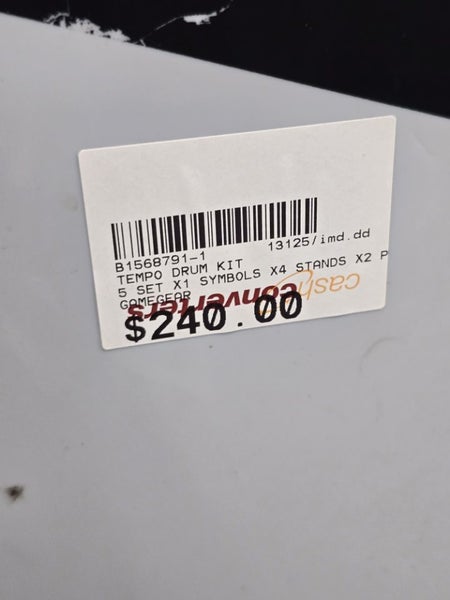 B1568791-1 13125/imd.dd
TEMPO DRUM KIT
5 SET X1 SYMBOLS X4 STANDS X2 P
GOMEGEAR
$240.00
cash
converters